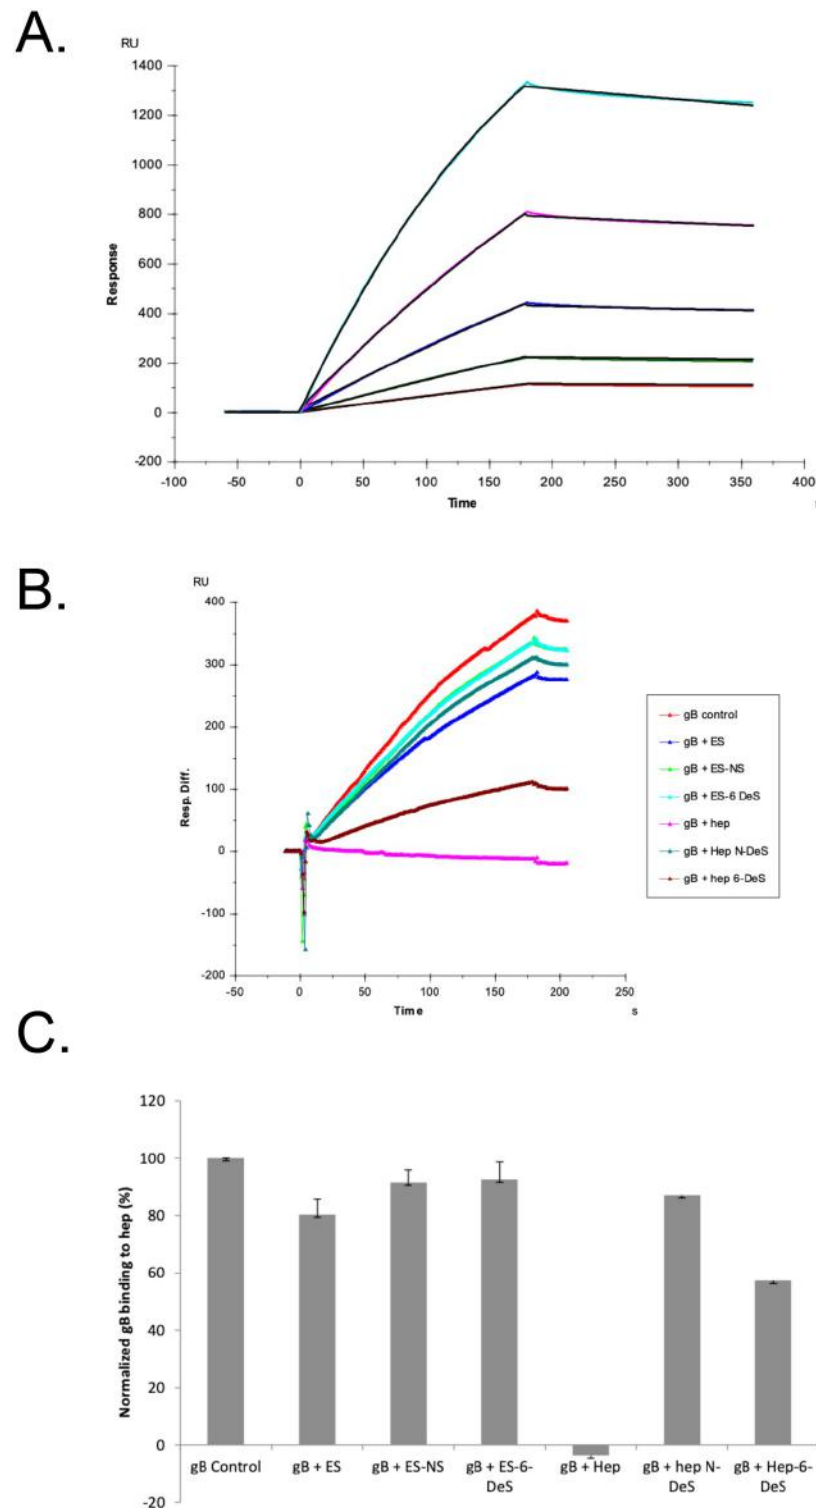 A.
RU
1400
1200
1000
800
600
400
200
0
-200
Response
-100 -50 0 50 100 150 200 250 300 350 400
Time
s
B.
RU
400
300
200
100
0
-100
-200
Resp. Diff.
-50 0 50 100 150 200 250
Time s
gB control
gB + ES
gB + ES-NS
gB + ES-6 DeS
gB + hep
gB + Hep N-DeS
gB + hep 6-DeS
C.
120
100
80
60
40
20
0
-20
Normalized gB binding to hep (%)
gB Control gB + ES gB + ES-NS gB + ES-6- gB + Hep gB + hep N- gB + Hep-6-
DeS DeS DeS